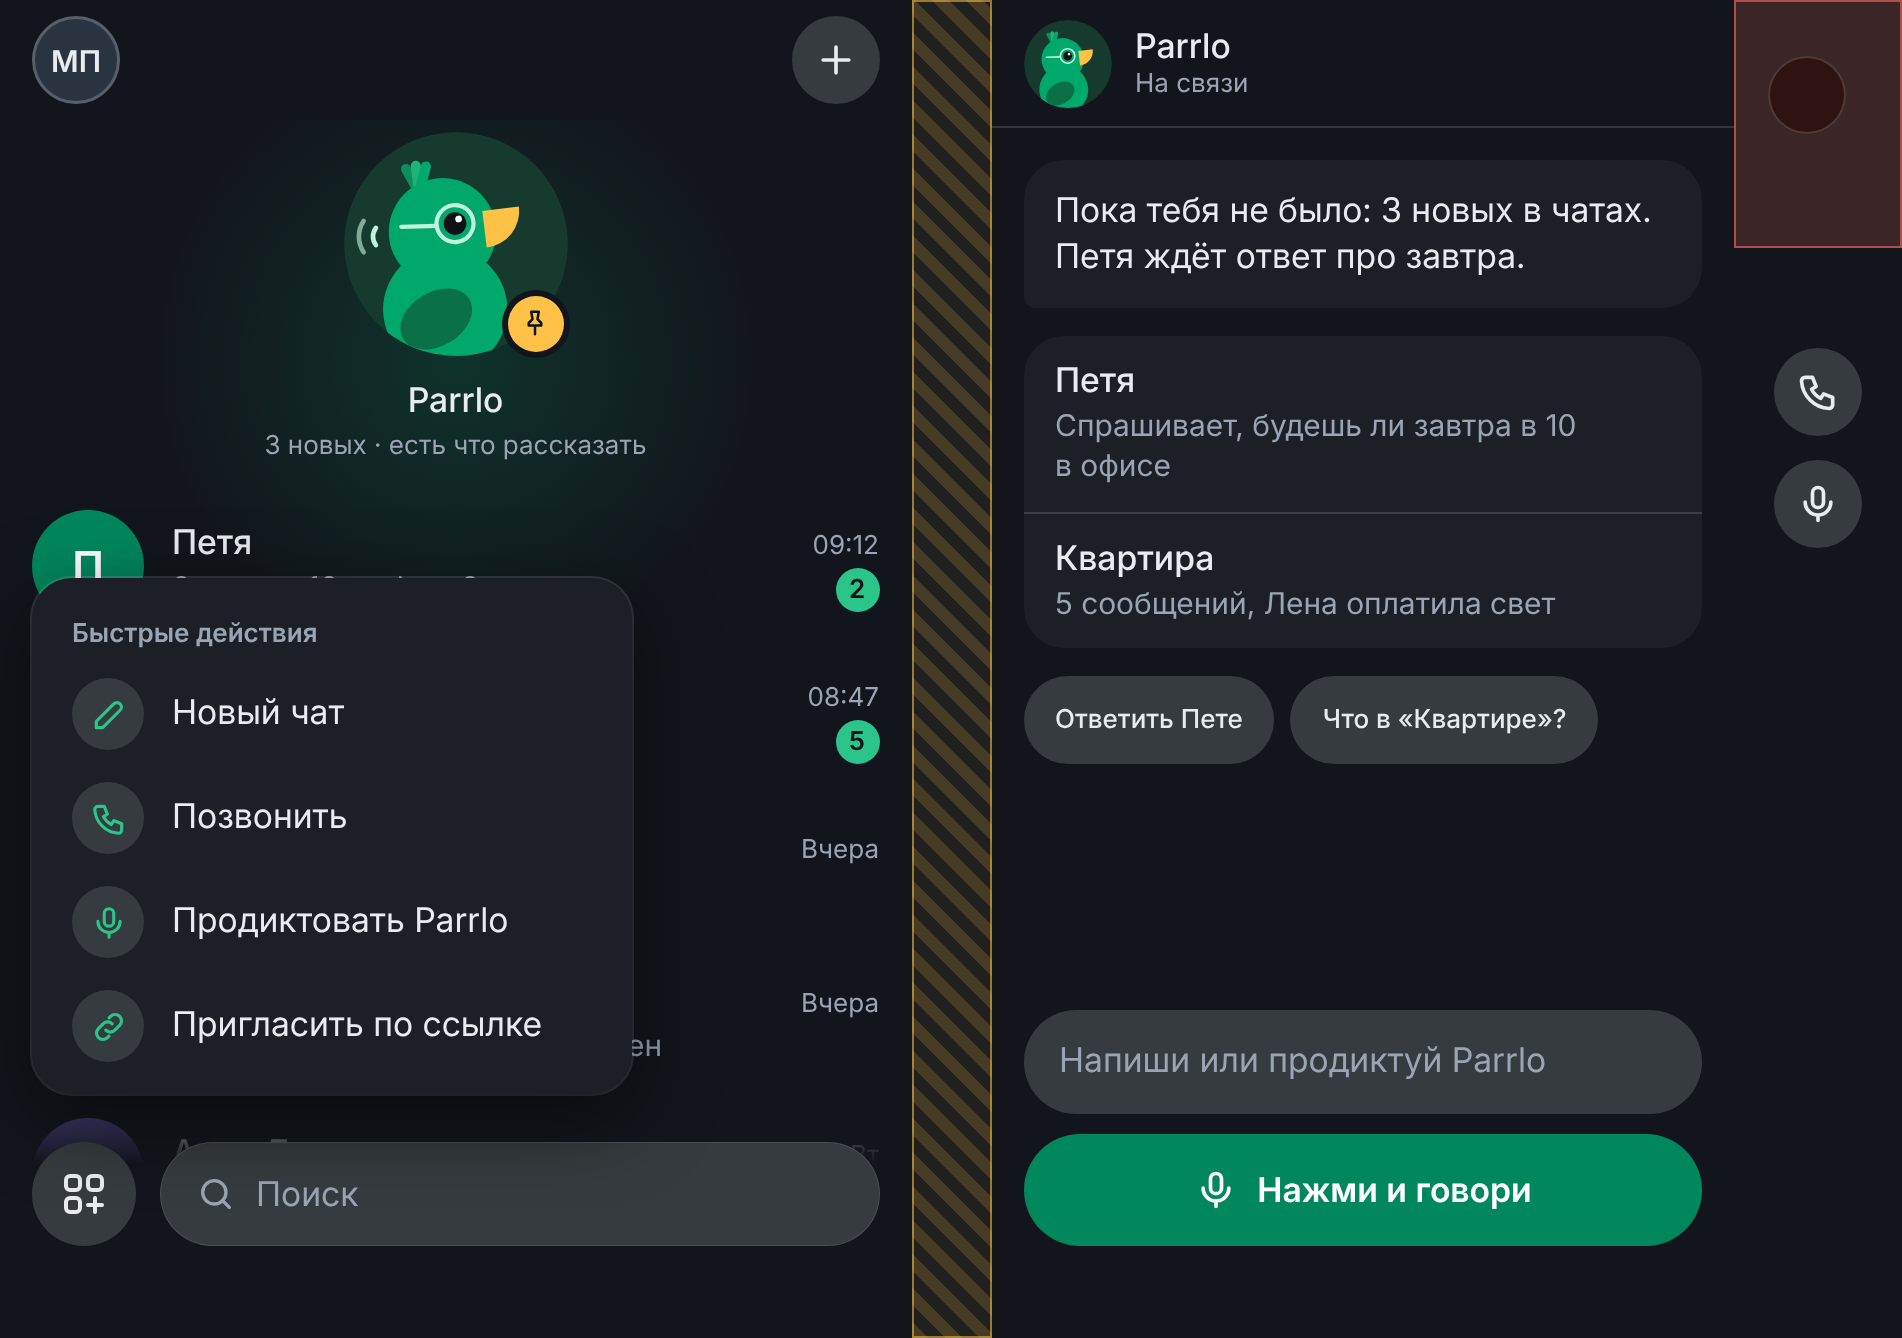 МП
Parrlo
3 новых · есть что рассказать
Петя
09:12
2
Быстрые действия
Новый чат
08:47
5
Позвонить
Вчера
Продиктовать Parrlo
Вчера
Пригласить по ссылке
ен
Поиск
Parrlo
На связи
Пока тебя не было: 3 новых в чатах.
Петя ждёт ответ про завтра.
Петя
Спрашивает, будешь ли завтра в 10
в офисе
Квартира
5 сообщений, Лена оплатила свет
Ответить Пете
Что в «Квартире»?
Напиши или продиктуй Parrlo
Нажми и говори